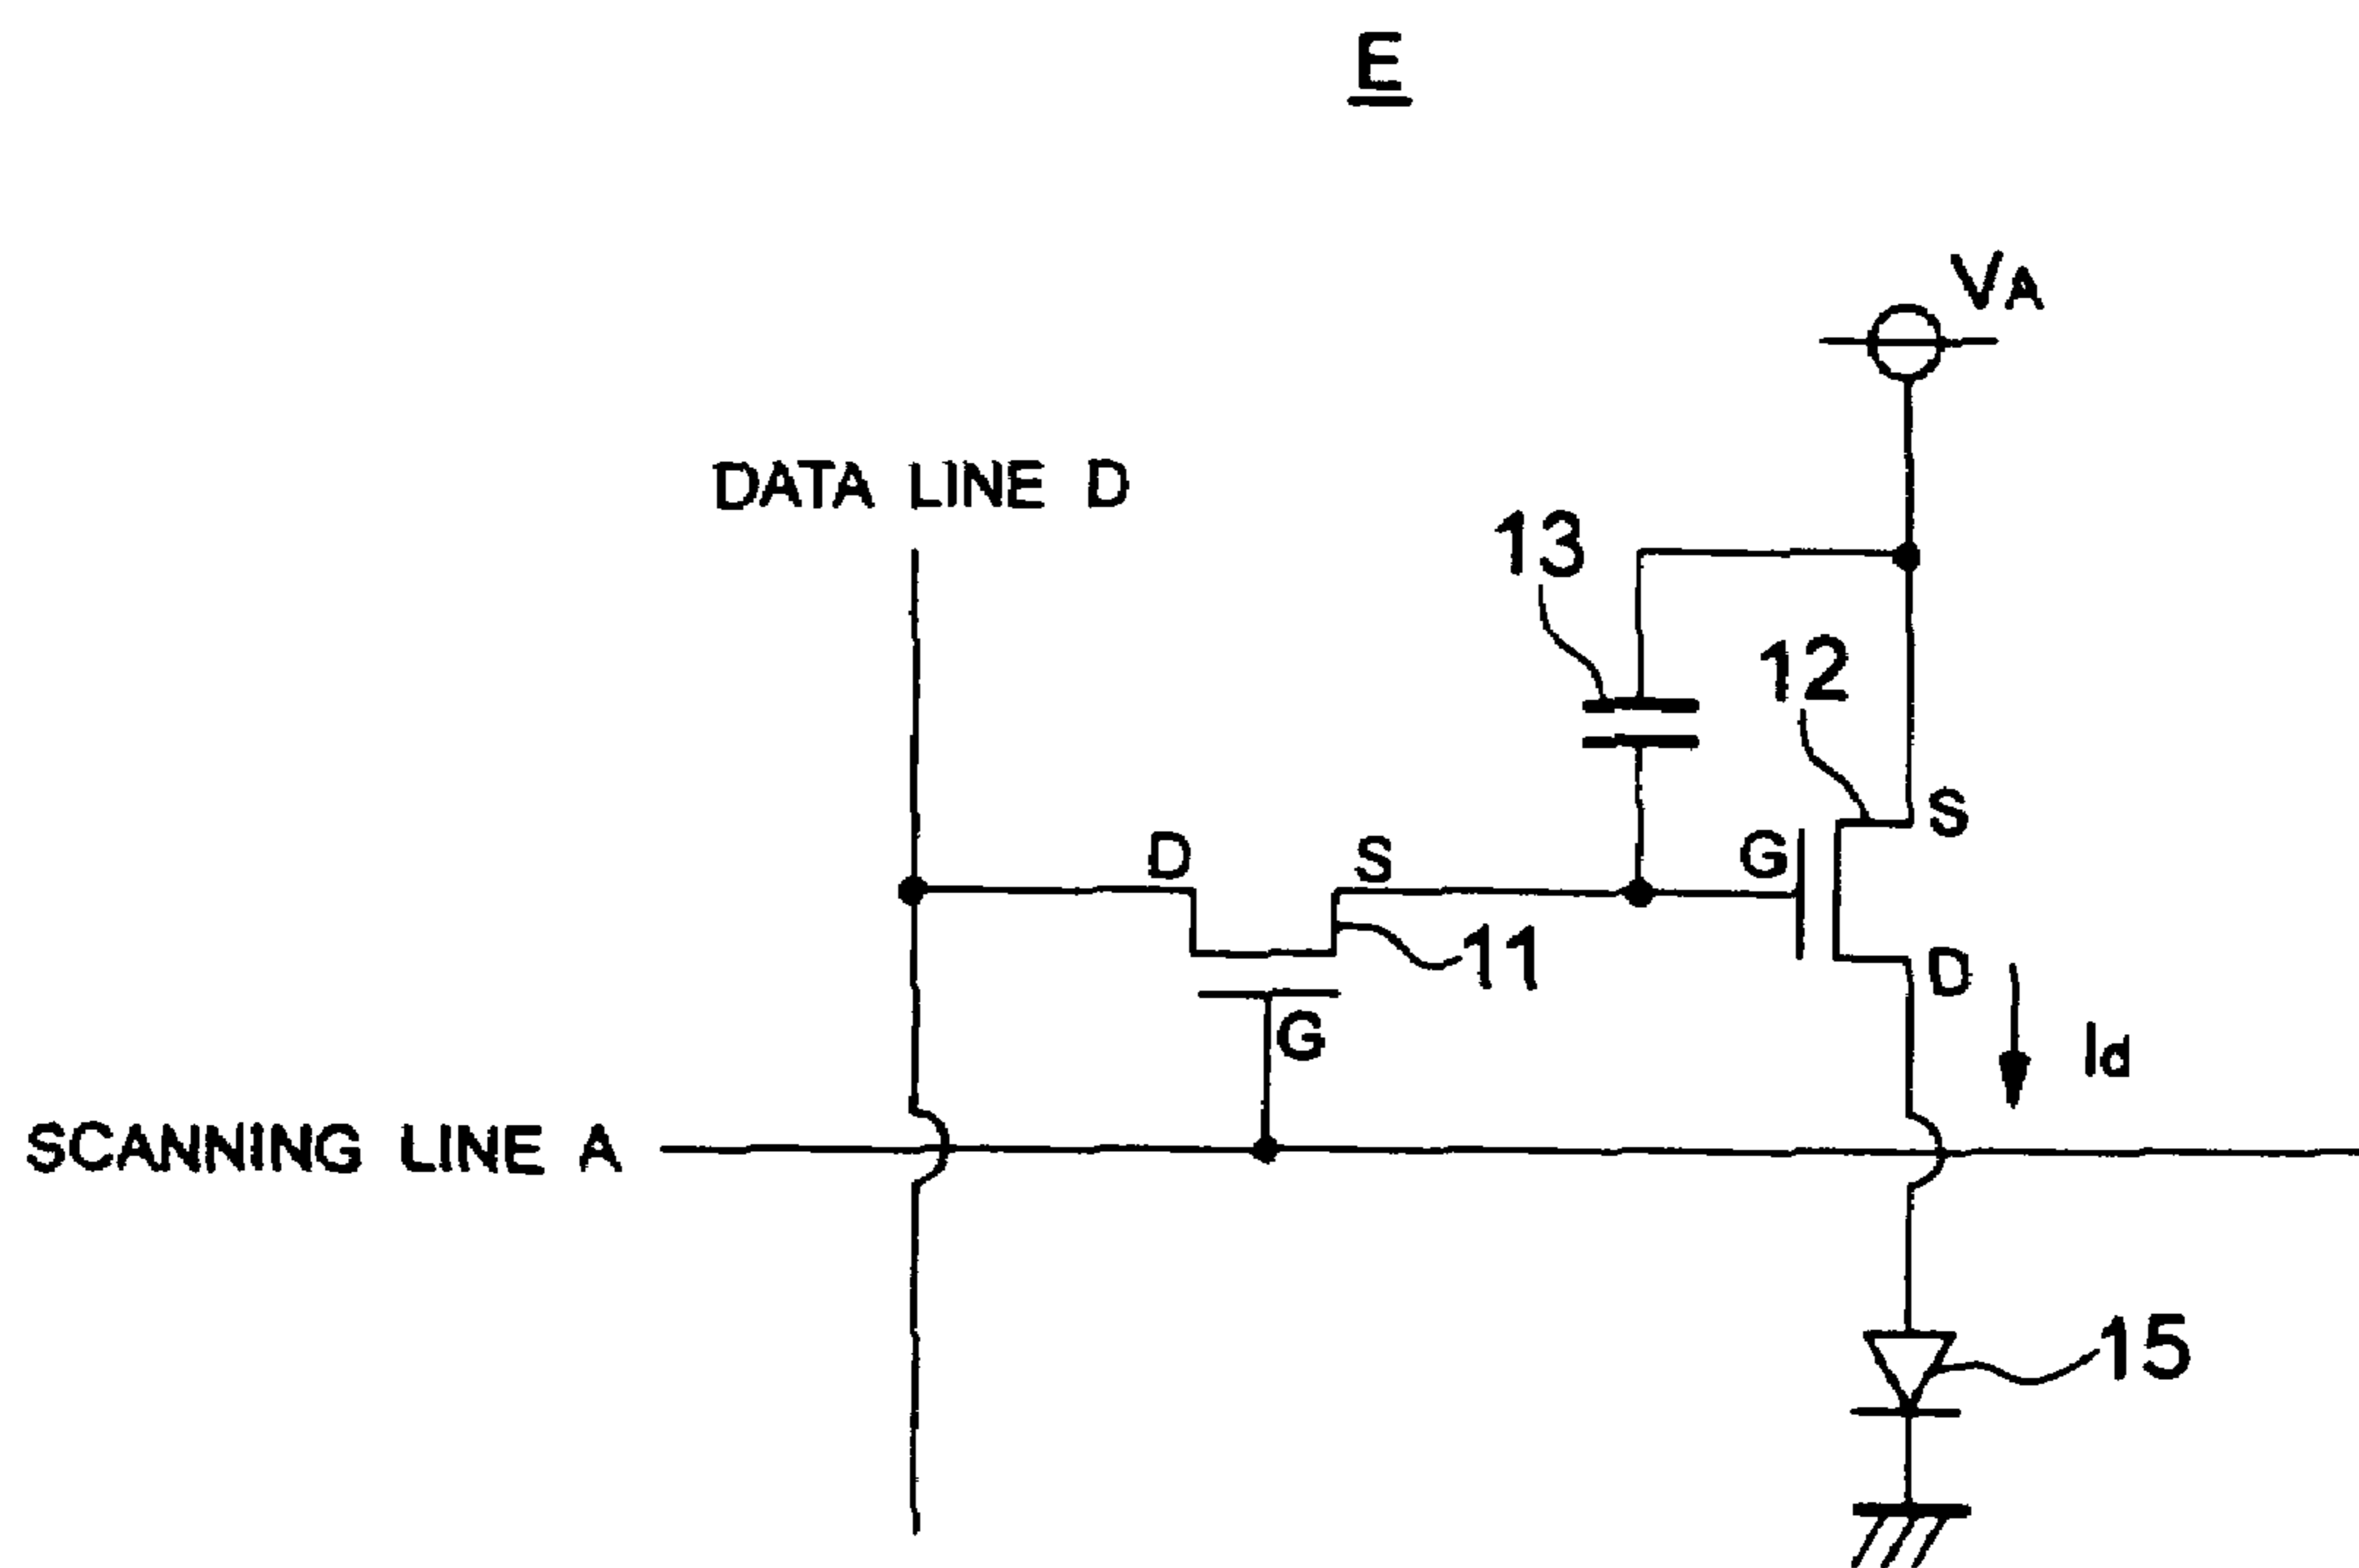 E
VA
DATA LINE D
13
12
S
D
S
G
11
D
G
Id
SCANNING LINE A
15